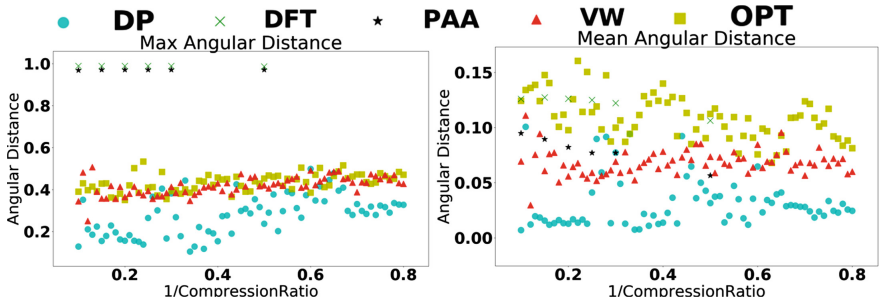 DP DFT PAA VW OPT
Max Angular Distance
Mean Angular Distance
Angular Distance
1.0
0.8
0.6
0.4
0.2
0.2 0.4 0.6 0.8
1/CompressionRatio
Angular Distance
0.15
0.10
0.05
0.00
0.2 0.4 0.6 0.8
1/CompressionRatio